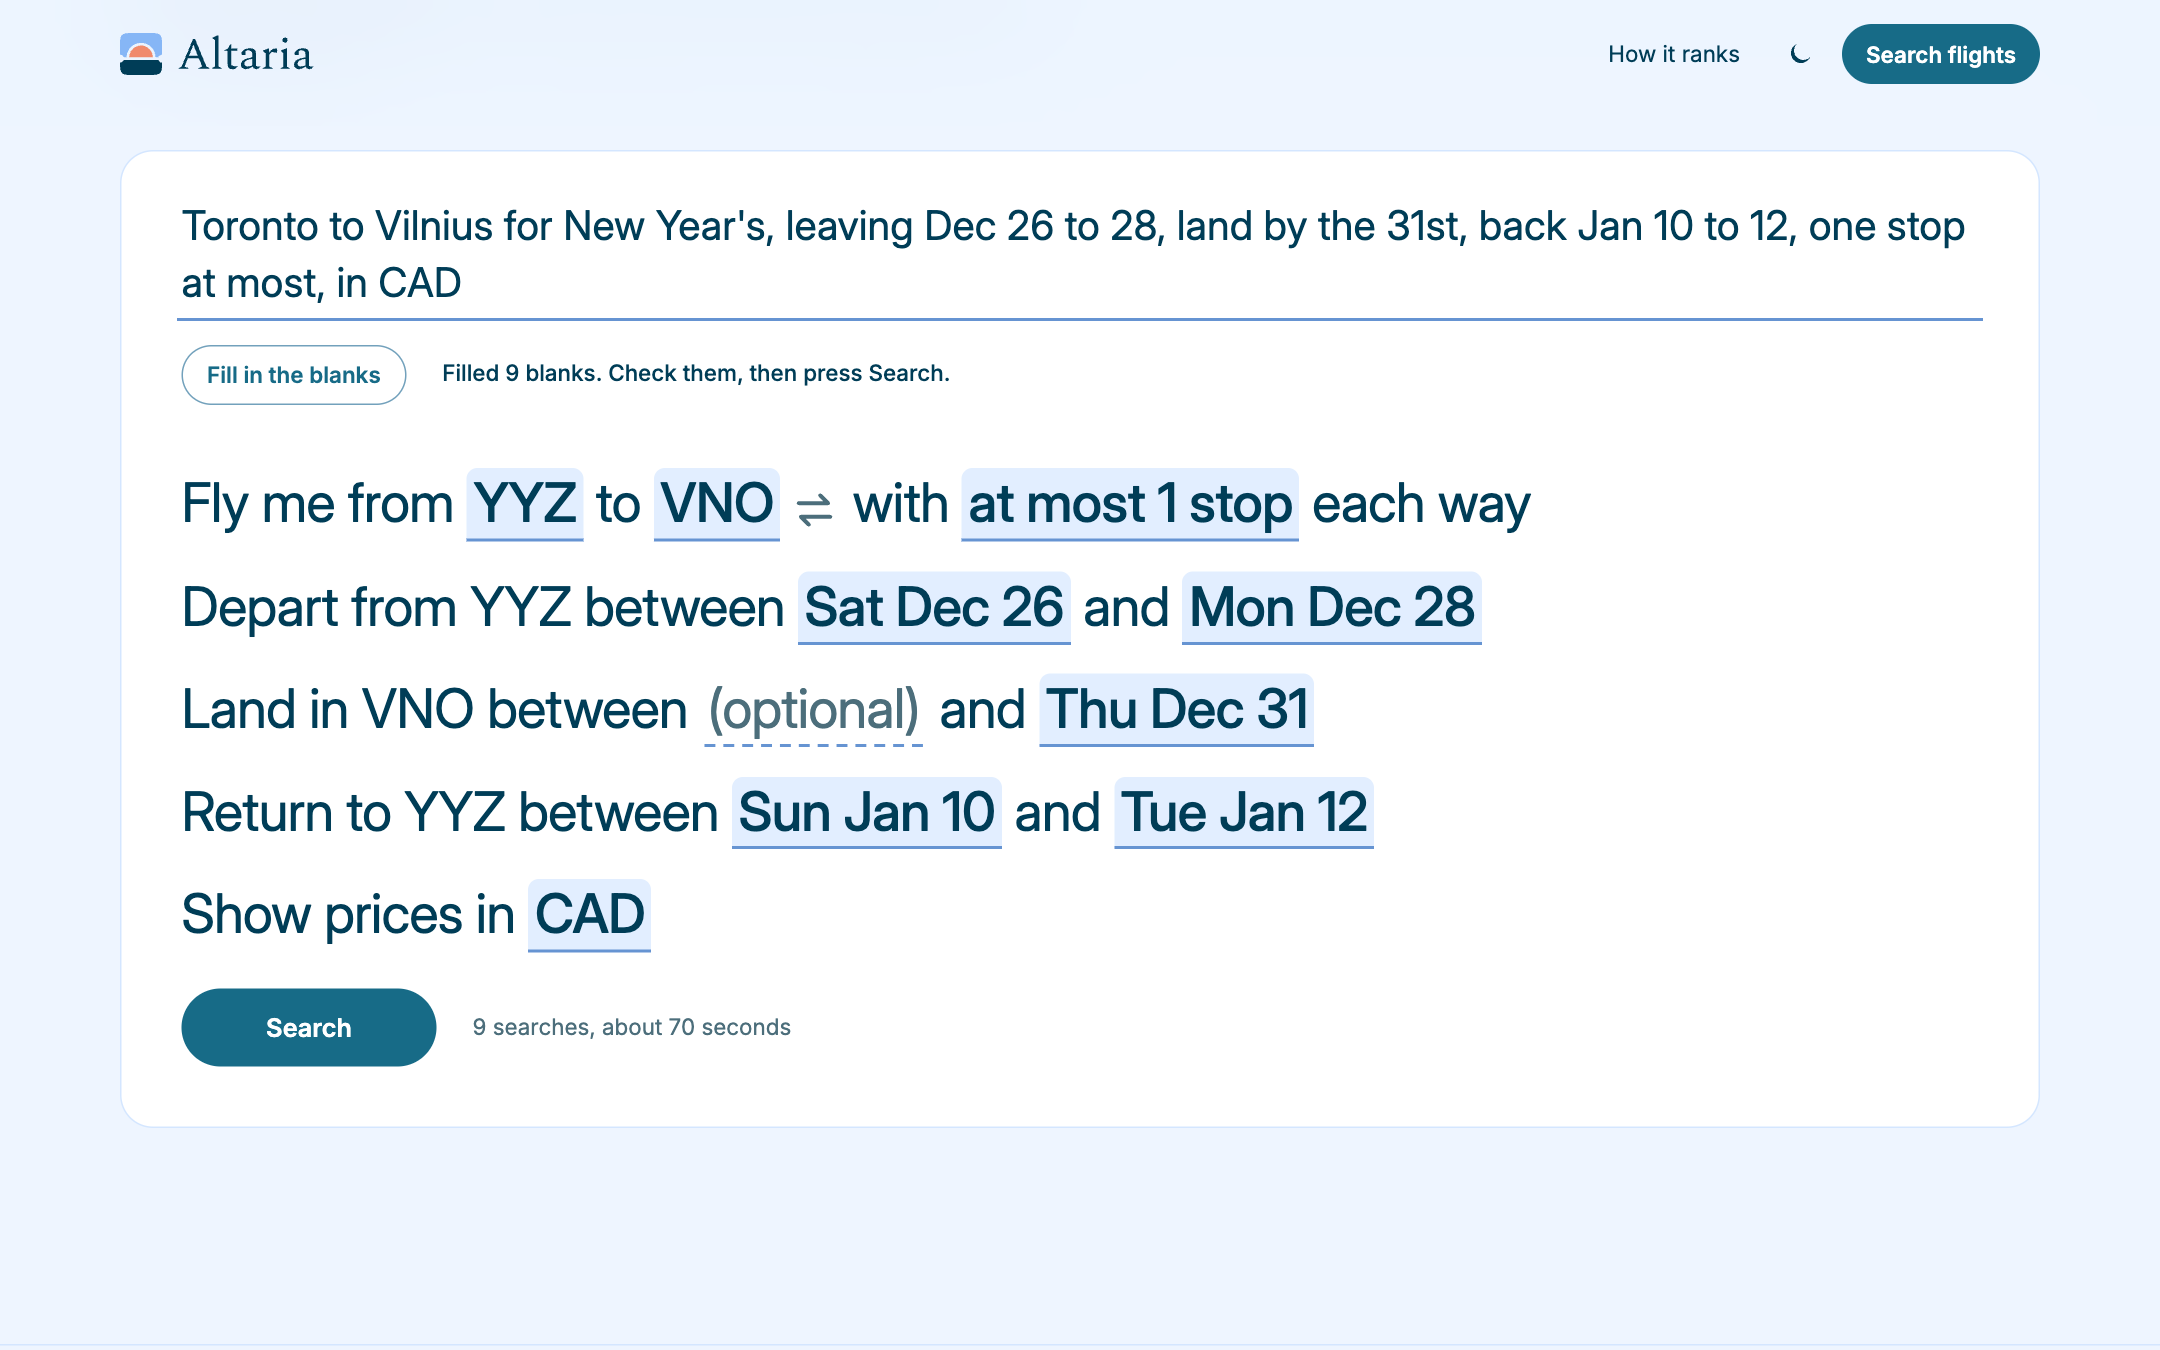 Altaria
How it ranks
Search flights
Toronto to Vilnius for New Year's, leaving Dec 26 to 28, land by the 31st, back Jan 10 to 12, one stop
at most, in CAD
Fill in the blanks
Filled 9 blanks. Check them, then press Search.
Fly me from YYZ to VNO ⇌ with at most 1 stop each way
Depart from YYZ between Sat Dec 26 and Mon Dec 28
Land in VNO between (optional) and Thu Dec 31
Return to YYZ between Sun Jan 10 and Tue Jan 12
Show prices in CAD
Search
9 searches, about 70 seconds